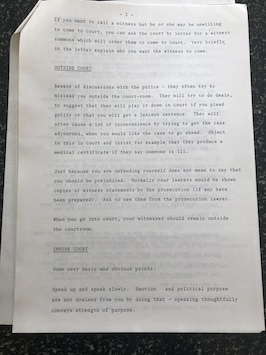 - 3 -
If you want to call a witness but he or she may be unwilling
to come to court, you can ask the court by letter for a witness
summons which will order them to come to court. Very briefly
in the letter explain why you want the witness to come.
OUTSIDE COURT
Beware of discussions with the police - they often try to
mislead you outside the court-room. They will try to do deals,
to suggest that they will play it down in court if you plead
guilty or that you will get a lenient sentence. They will
often cause a lot of inconvenience by trying to get the case
adjourned, when you would like the case to go ahead. Object
to this in court and insist for example that they produce a
medical certificate if they say someone is ill.
Just because you are defending yourself does not mean to say that
you should be prejudiced. Normally your lawyers would be shown
copies of witness statements by the prosecution (if any have
been prepared). Ask to see them from the prosecution lawyer.
When you go into court, your witnesses should remain outside
the courtroom.
INSIDE COURT
Some very basic and obvious points:
Speak up and speak slowly. Emotion and political purpose
are not drained from you by doing that - speaking thoughtfully
conveys strength of purpose.